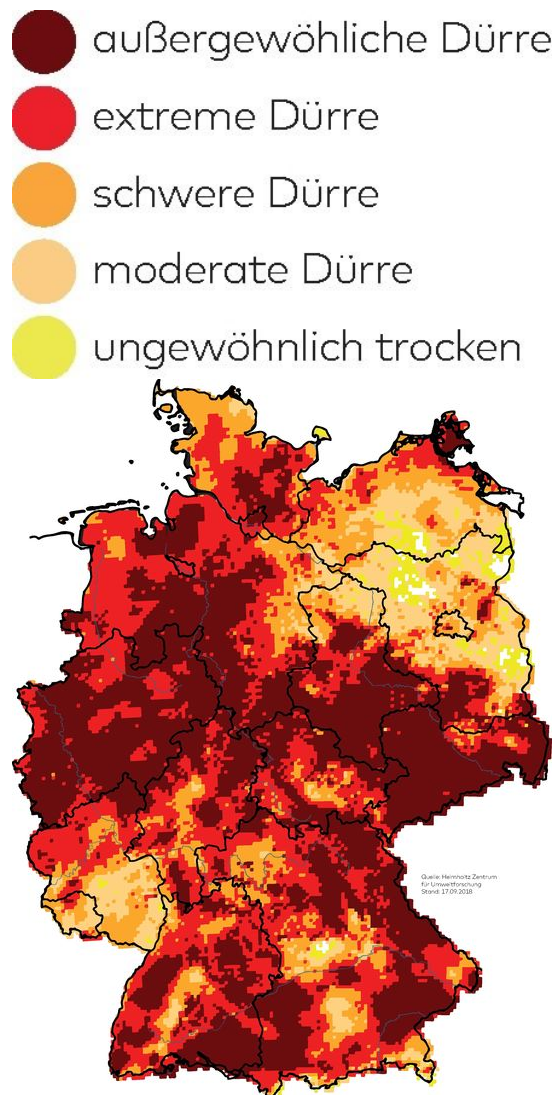 außergewöhliche Dürre
extreme Dürre
schwere Dürre
moderate Dürre
ungewöhnlich trocken
Quelle: Helmholtz Zentrum
für Umweltforschung
Stand: 17.09.2018